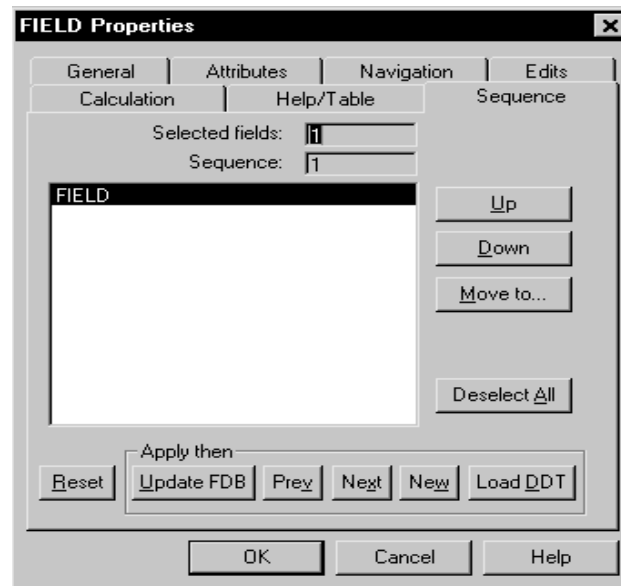 FIELD Properties
General Attributes Navigation Edits
Calculation Help/Table Sequence
Selected fields: 1
Sequence: 1
FIELD
Up
Down
Move to...
Deselect All
Apply then
Reset Update FDB Prev Next New Load DDT
OK Cancel Help